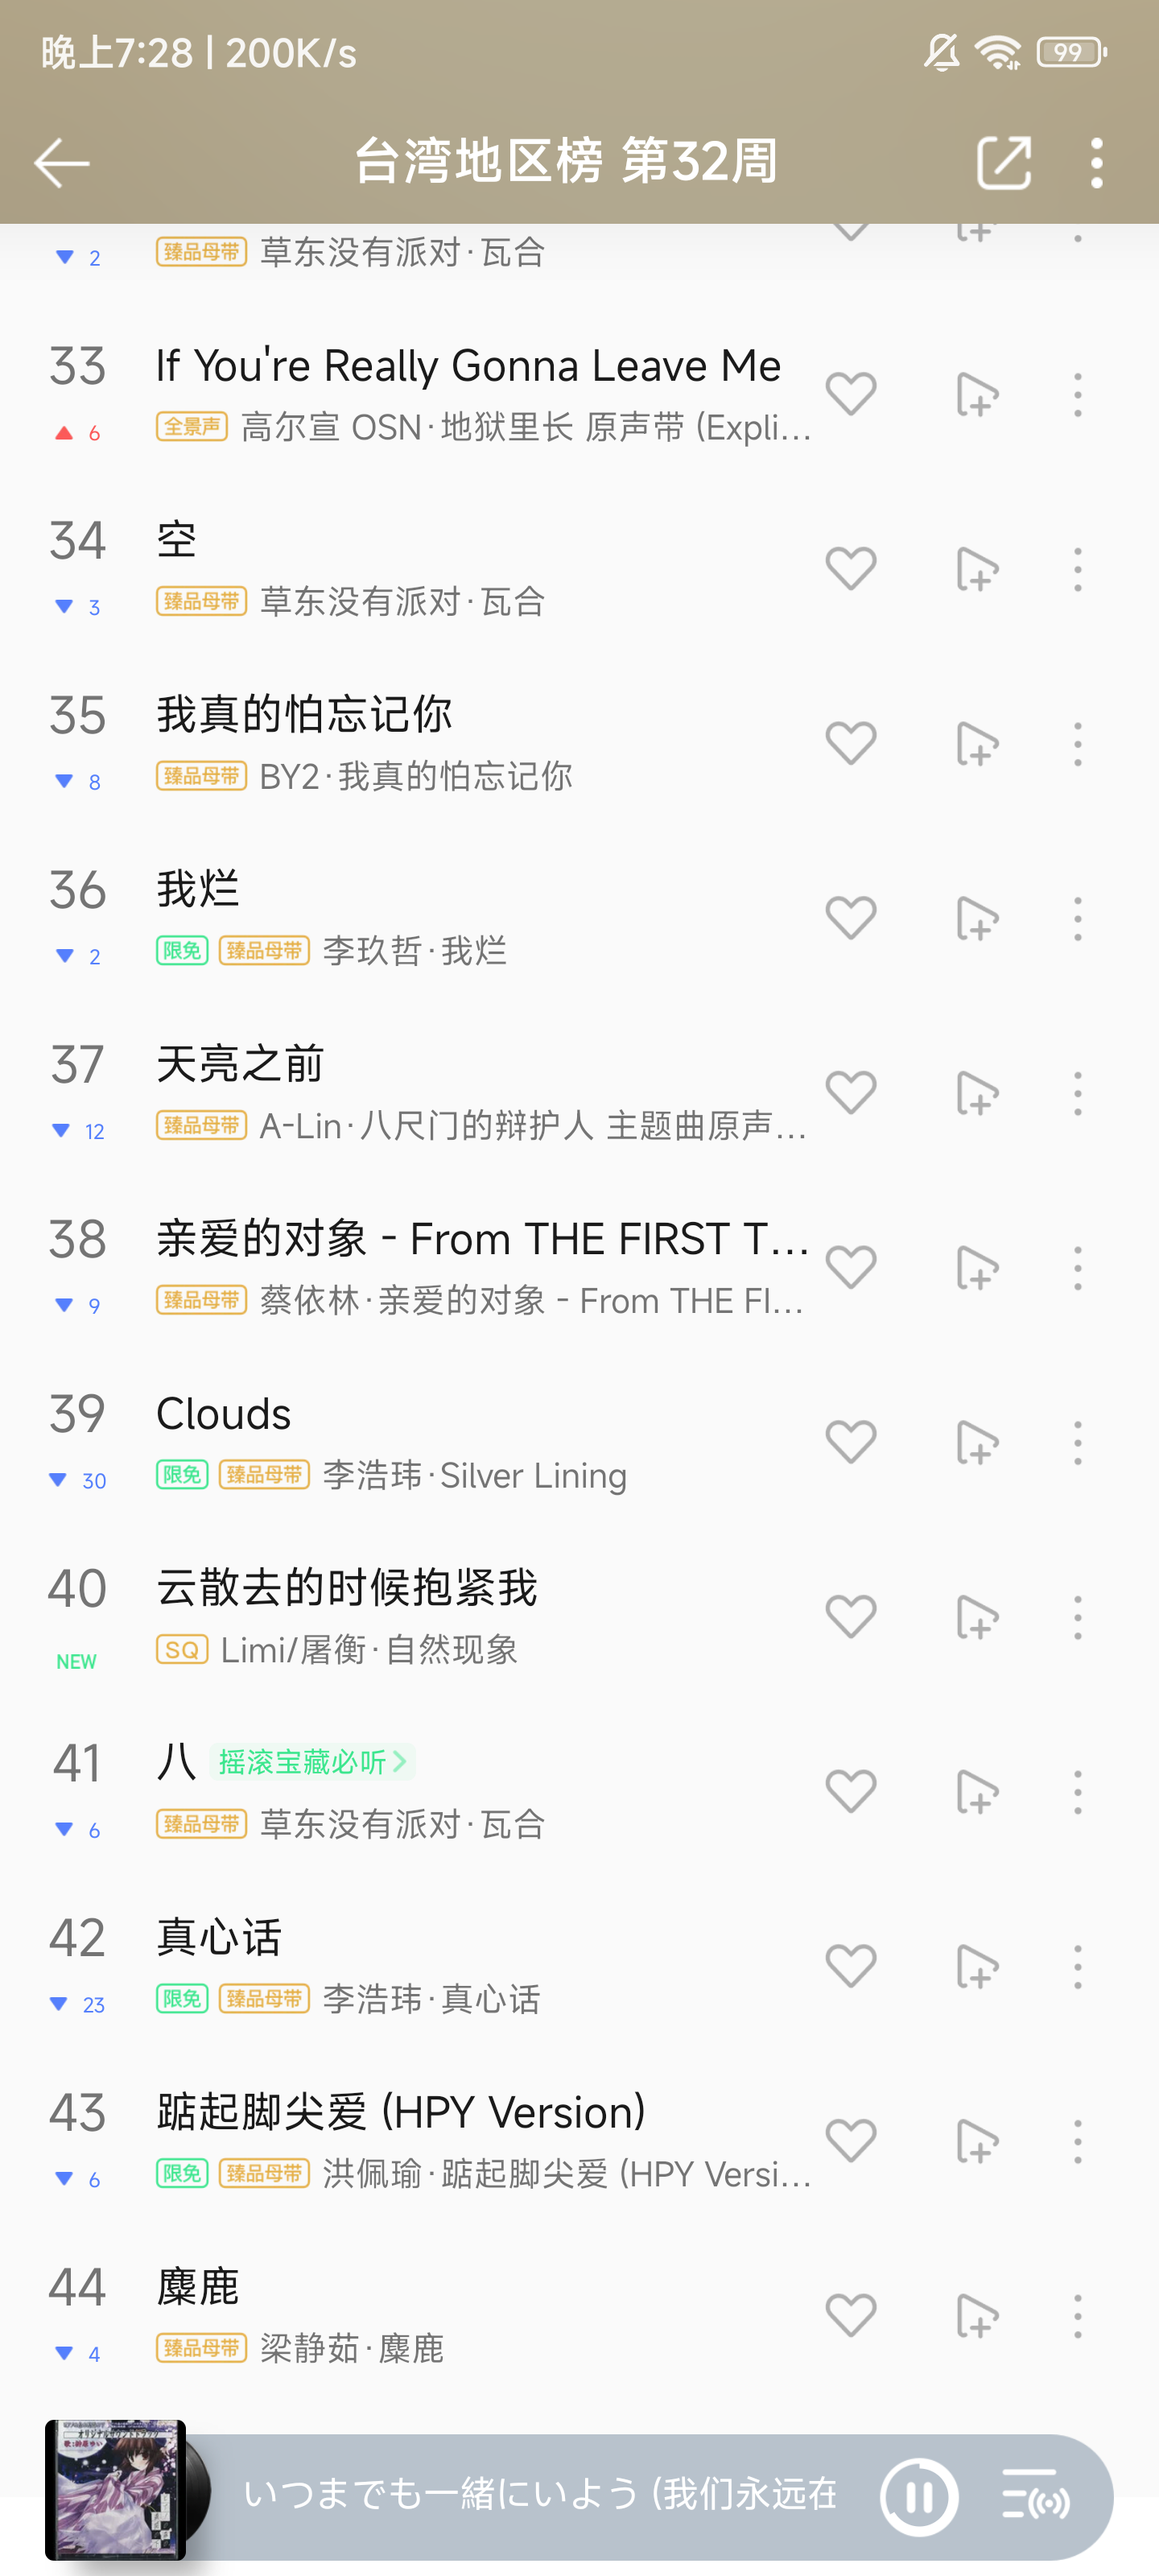 晚上7:28 | 200K/s
99
台湾地区榜 第32周
2
臻品母带 草东没有派对·瓦合
33
If You're Really Gonna Leave Me
6
全景声 高尔宣 OSN·地狱里长 原声带 (Expli...
34
空
3
臻品母带 草东没有派对·瓦合
35
我真的怕忘记你
8
臻品母带 BY2·我真的怕忘记你
36
我烂
2
限免 臻品母带 李玖哲·我烂
37
天亮之前
12
臻品母带 A-Lin·八尺门的辩护人 主题曲原声...
38
亲爱的对象 - From THE FIRST T...
9
臻品母带 蔡依林·亲爱的对象 - From THE FI...
39
Clouds
30
限免 臻品母带 李浩玮·Silver Lining
40
云散去的时候抱紧我
NEW
SQ Limi/屠衡·自然现象
41
八 摇滚宝藏必听
6
臻品母带 草东没有派对·瓦合
42
真心话
23
限免 臻品母带 李浩玮·真心话
43
踮起脚尖爱 (HPY Version)
6
限免 臻品母带 洪佩瑜·踮起脚尖爱 (HPY Versi...
44
麋鹿
4
臻品母带 梁静茹·麋鹿
オリジナルサウンドトラック
いつまでも一緒にいよう (我们永远在